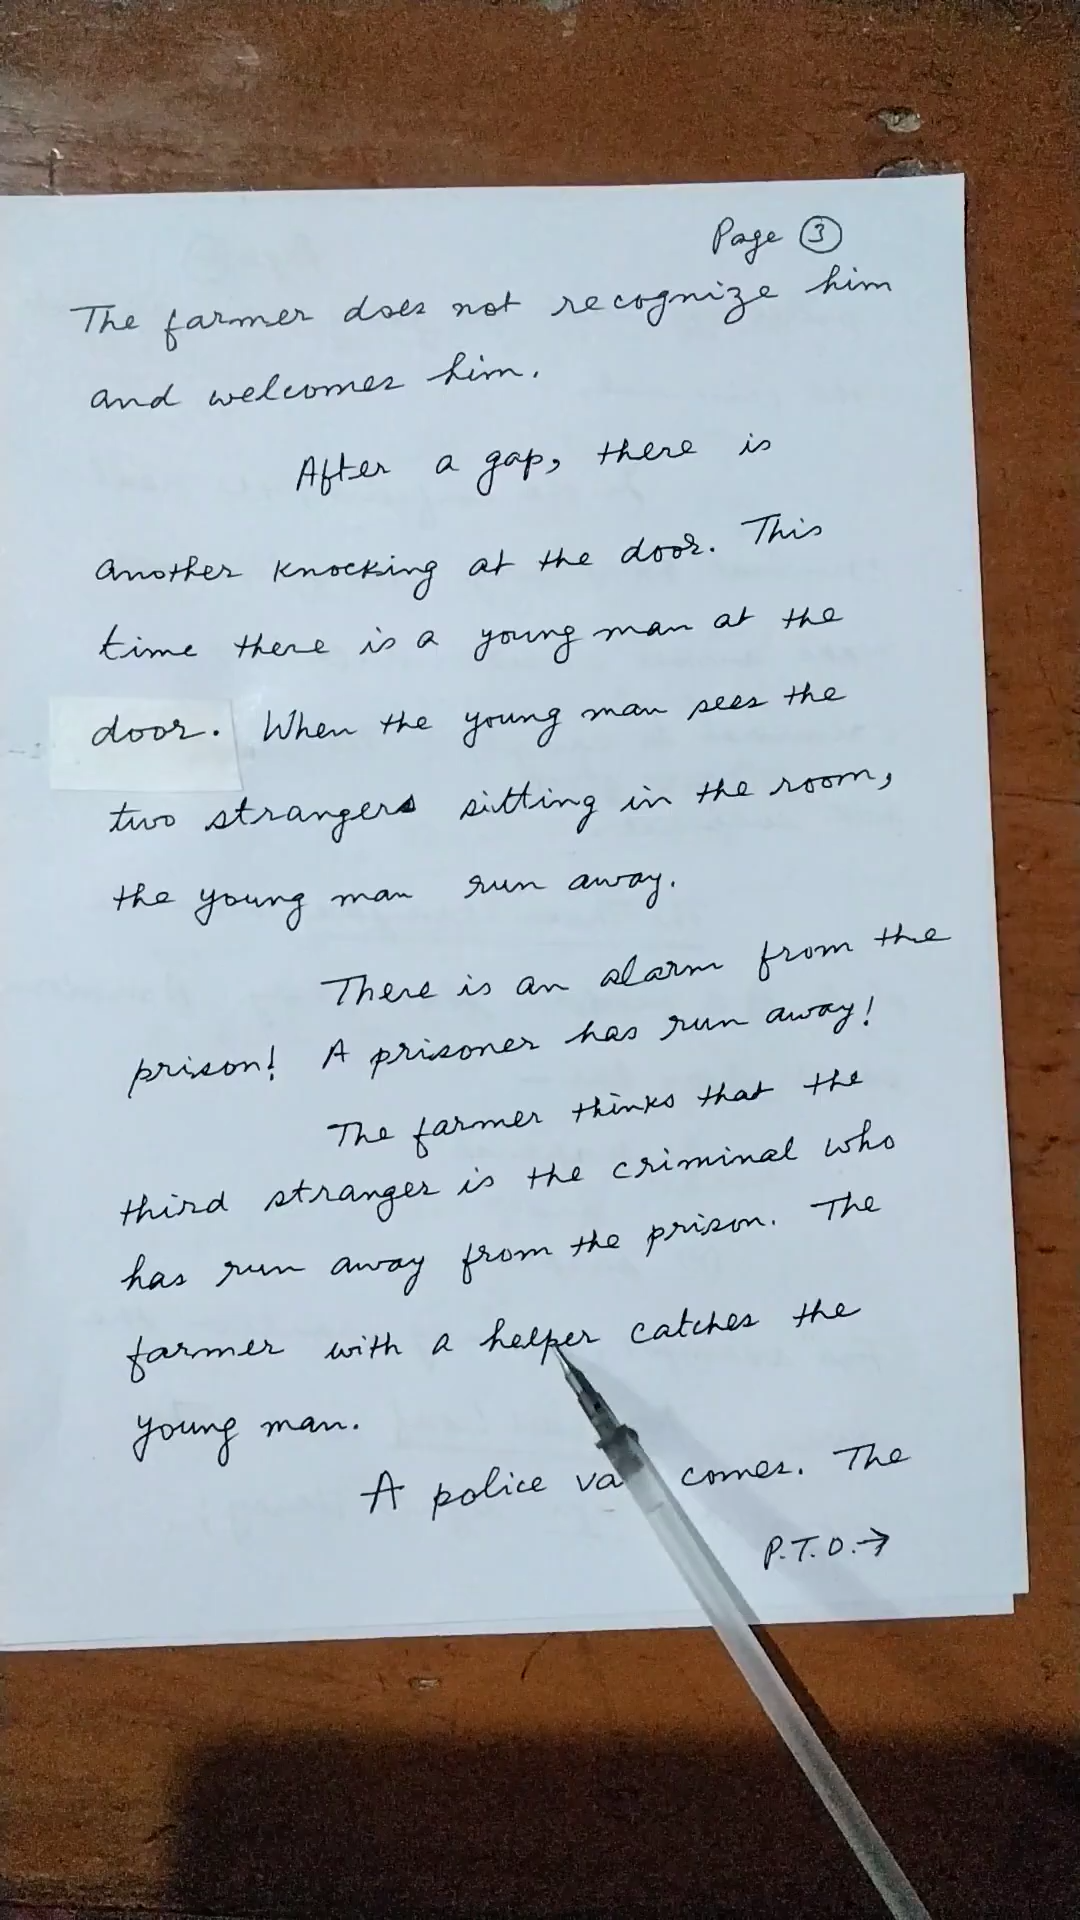 Page 3
The farmer does not recognize him
and welcomes him.
After a gap, there is
another knocking at the door. This
time there is a young man at the
door. When the young man sees the
two strangers sitting in the room,
the young man run away.
There is an alarm from the
prison! A prisoner has run away!
The farmer thinks that the
third stranger is the criminal who
has run away from the prison. The
farmer with a helper catches the
young man.
A police va comes. The
P.T.O.→